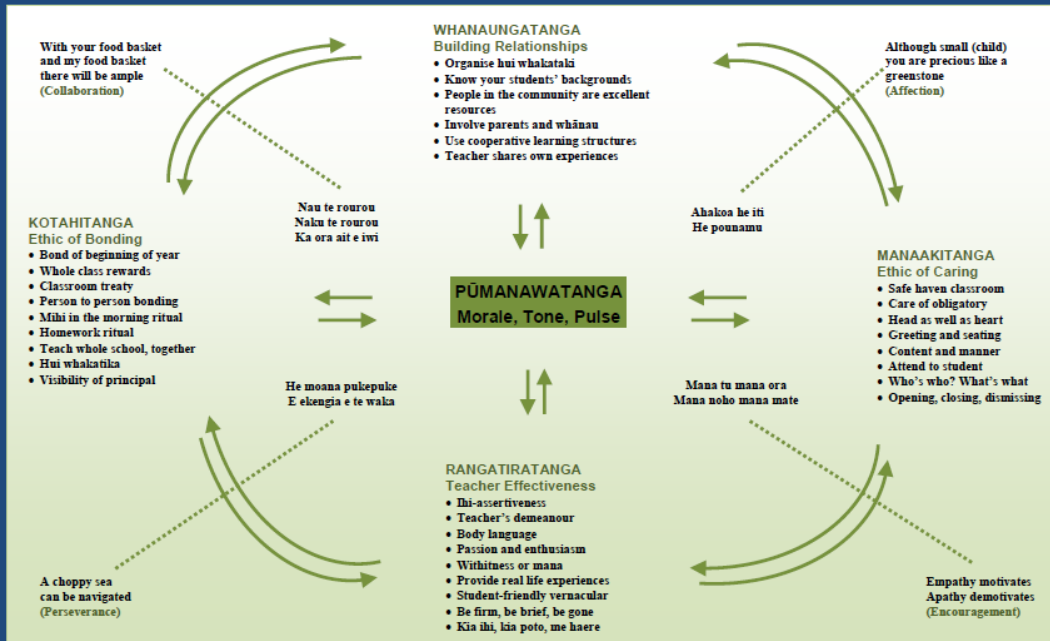 With your food basket
and my food basket
there will be ample
(Collaboration)
WHANAUNGATANGA
Building Relationships
• Organise hui whakataki
• Know your students' backgrounds
• People in the community are excellent
resources
• Involve parents and whānau
• Use cooperative learning structures
• Teacher shares own experiences
Although small (child)
you are precious like a
greenstone
(Affection)
Nau te rourou
Naku te rourou
Ka ora ait e iwi
Ahakoa he iti
He pounamu
KOTAHITANGA
Ethic of Bonding
• Bond of beginning of year
• Whole class rewards
• Classroom treaty
• Person to person bonding
• Mihi in the morning ritual
• Homework ritual
• Teach whole school, together
• Hui whakatika
• Visibility of principal
PŪMANAWATANGA
Morale, Tone, Pulse
MANAAKITANGA
Ethic of Caring
• Safe haven classroom
• Care of obligatory
• Head as well as heart
• Greeting and seating
• Content and manner
• Attend to student
• Who's who? What's what
• Opening, closing, dismissing
He moana pukepuke
E ekengia e te waka
Mana tu mana ora
Mana noho mana mate
RANGATIRATANGA
Teacher Effectiveness
• Ihi-assertiveness
• Teacher's demeanour
• Body language
• Passion and enthusiasm
• Withitness or mana
• Provide real life experiences
• Student-friendly vernacular
• Be firm, be brief, be gone
• Kia ihi, kia poto, me haere
A choppy sea
can be navigated
(Perseverance)
Empathy motivates
Apathy demotivates
(Encouragement)